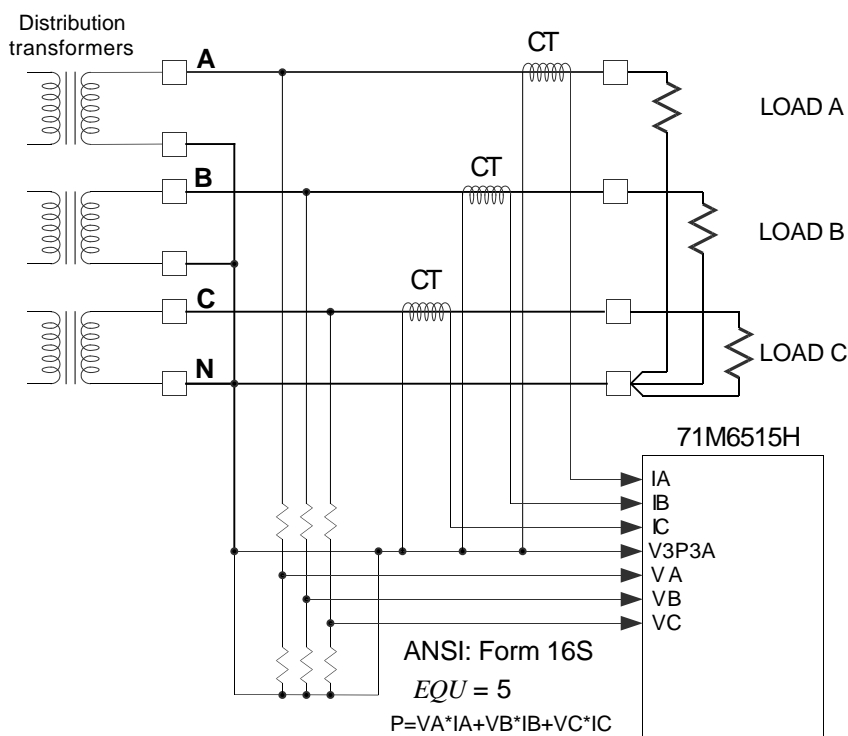 Distribution
transformers
A
CT
LOAD A
B
CT
LOAD B
C
CT
LOAD C
N
71M6515H
IA
IB
IC
V3P3A
VA
VB
VC
ANSI: Form 16S
EQU = 5
P=VA*IA+VB*IB+VC*IC